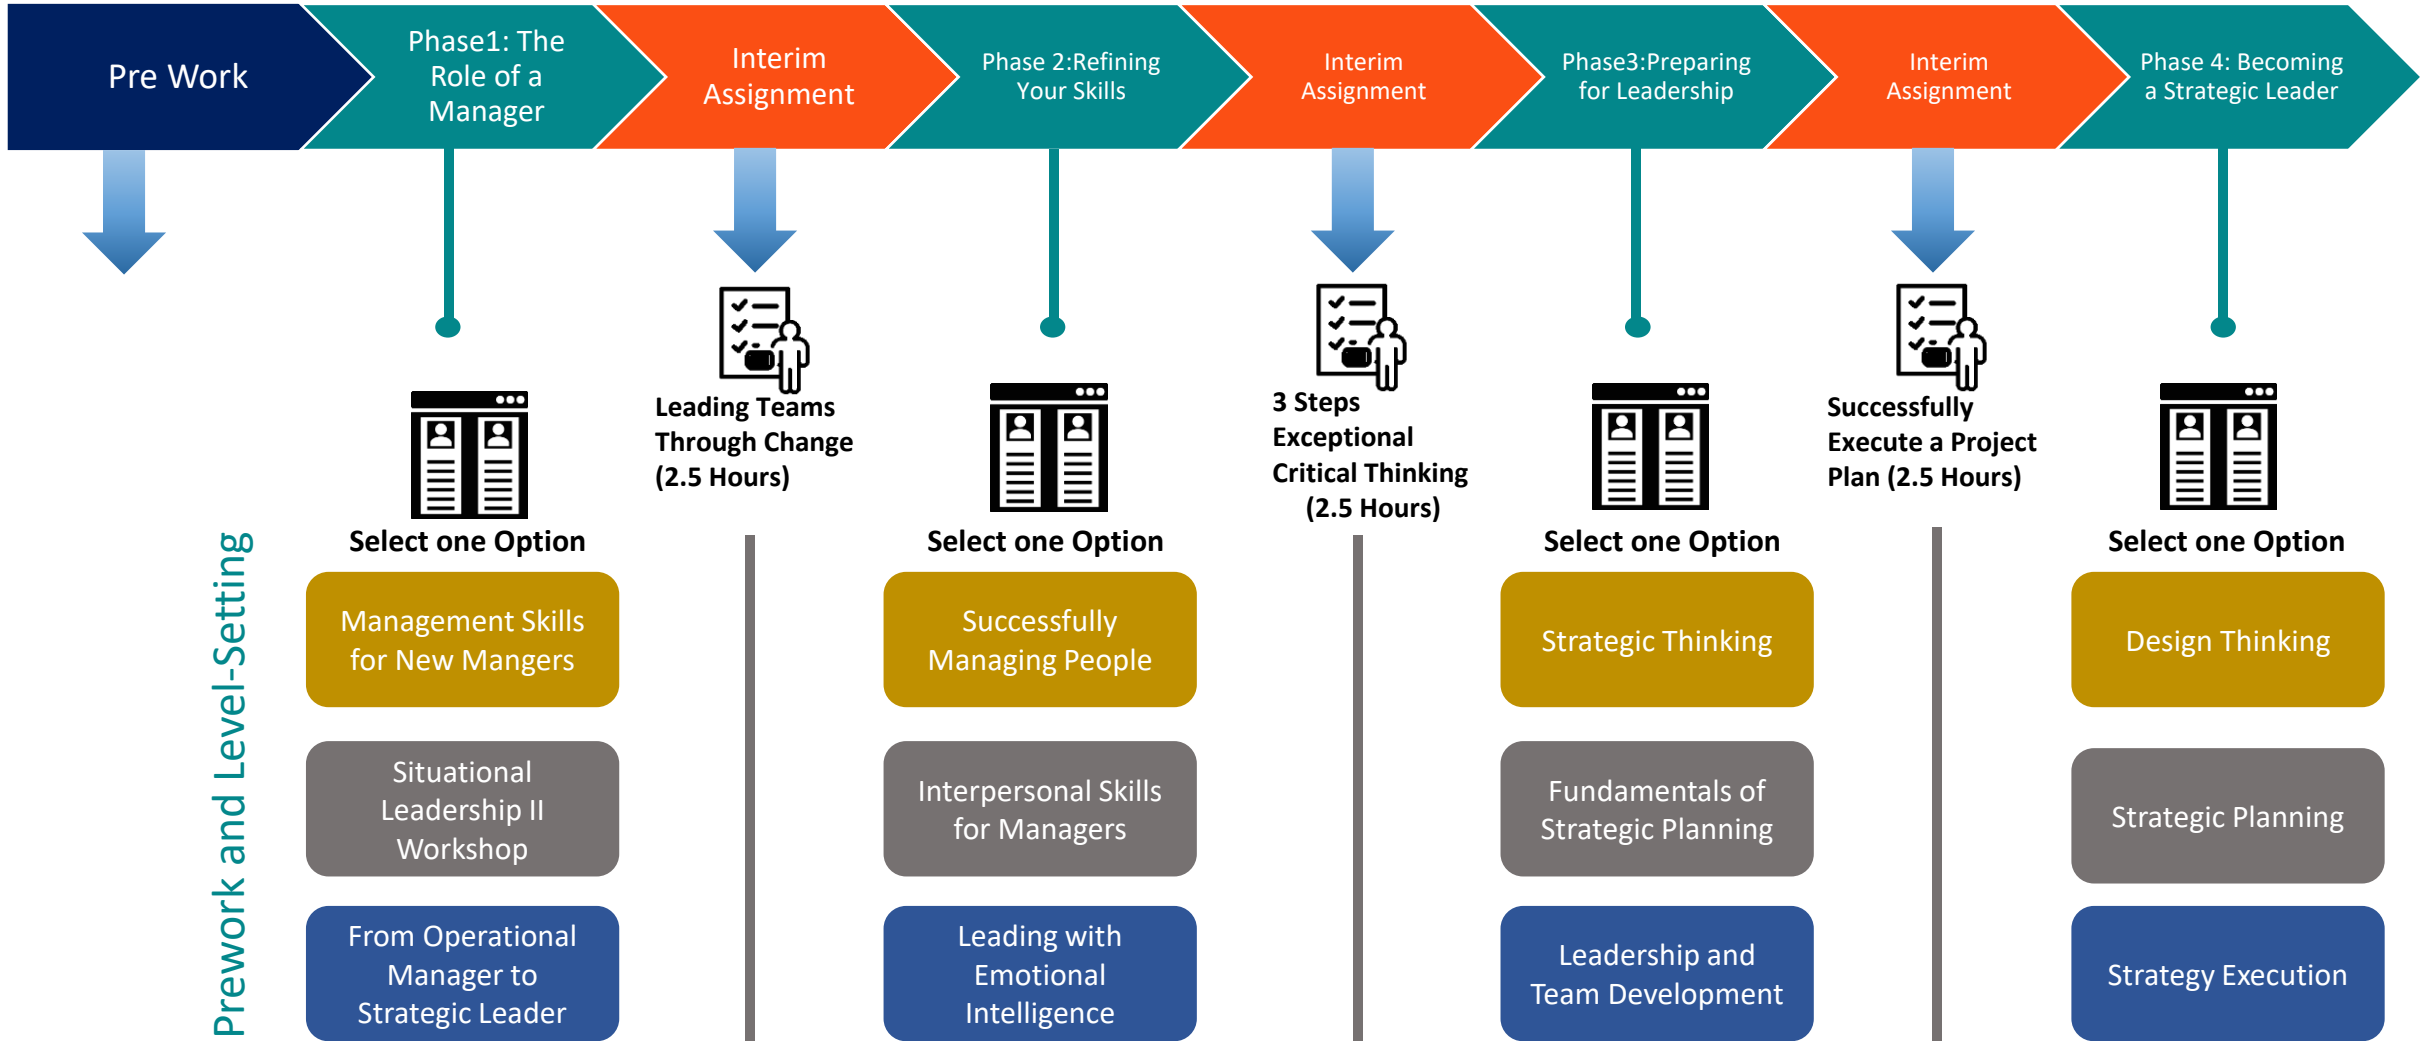 Pre Work
Phase1: The
Role of a
Manager
Interim
Assignment
Phase 2:Refining
Your Skills
Interim
Assignment
Phase3:Preparing
for Leadership
Interim
Assignment
Phase 4: Becoming
a Strategic Leader
Prework and Level-Setting
Select one Option
Management Skills
for New Mangers
Situational
Leadership II
Workshop
From Operational
Manager to
Strategic Leader
Leading Teams
Through Change
(2.5 Hours)
Select one Option
Successfully
Managing People
Interpersonal Skills
for Managers
Leading with
Emotional
Intelligence
3 Steps
Exceptional
Critical Thinking
(2.5 Hours)
Select one Option
Strategic Thinking
Fundamentals of
Strategic Planning
Leadership and
Team Development
Successfully
Execute a Project
Plan (2.5 Hours)
Select one Option
Design Thinking
Strategic Planning
Strategy Execution